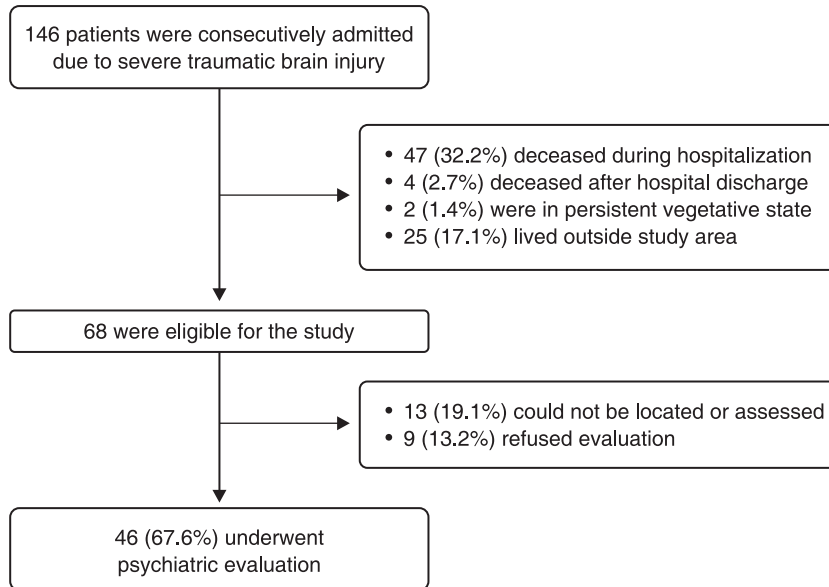 146 patients were consecutively admitted
due to severe traumatic brain injury
• 47 (32.2%) deceased during hospitalization
• 4 (2.7%) deceased after hospital discharge
• 2 (1.4%) were in persistent vegetative state
• 25 (17.1%) lived outside study area
68 were eligible for the study
• 13 (19.1%) could not be located or assessed
• 9 (13.2%) refused evaluation
46 (67.6%) underwent
psychiatric evaluation